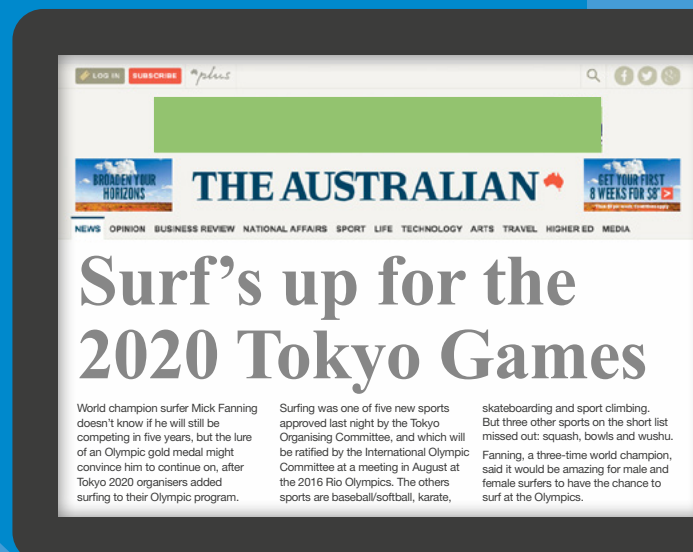 LOG IN SUBSCRIBE aplus
BROADEN YOUR
HORIZONS
THE AUSTRALIAN
GET YOUR FIRST
8 WEEKS FOR $8*
NEWS OPINION BUSINESS REVIEW NATIONAL AFFAIRS SPORT LIFE TECHNOLOGY ARTS TRAVEL HIGHER ED MEDIA
Surf’s up for the
2020 Tokyo Games
World champion surfer Mick Fanning
doesn’t know if he will still be
competing in five years, but the lure
of an Olympic gold medal might
convince him to continue on, after
Tokyo 2020 organisers added
surfing to their Olympic program.
Surfing was one of five new sports
approved last night by the Tokyo
Organising Committee, and which will
be ratified by the International Olympic
Committee at a meeting in August at
the 2016 Rio Olympics. The others
sports are baseball/softball, karate,
skateboarding and sport climbing.
But three other sports on the short list
missed out: squash, bowls and wushu.
Fanning, a three-time world champion,
said it would be amazing for male and
female surfers to have the chance to
surf at the Olympics.